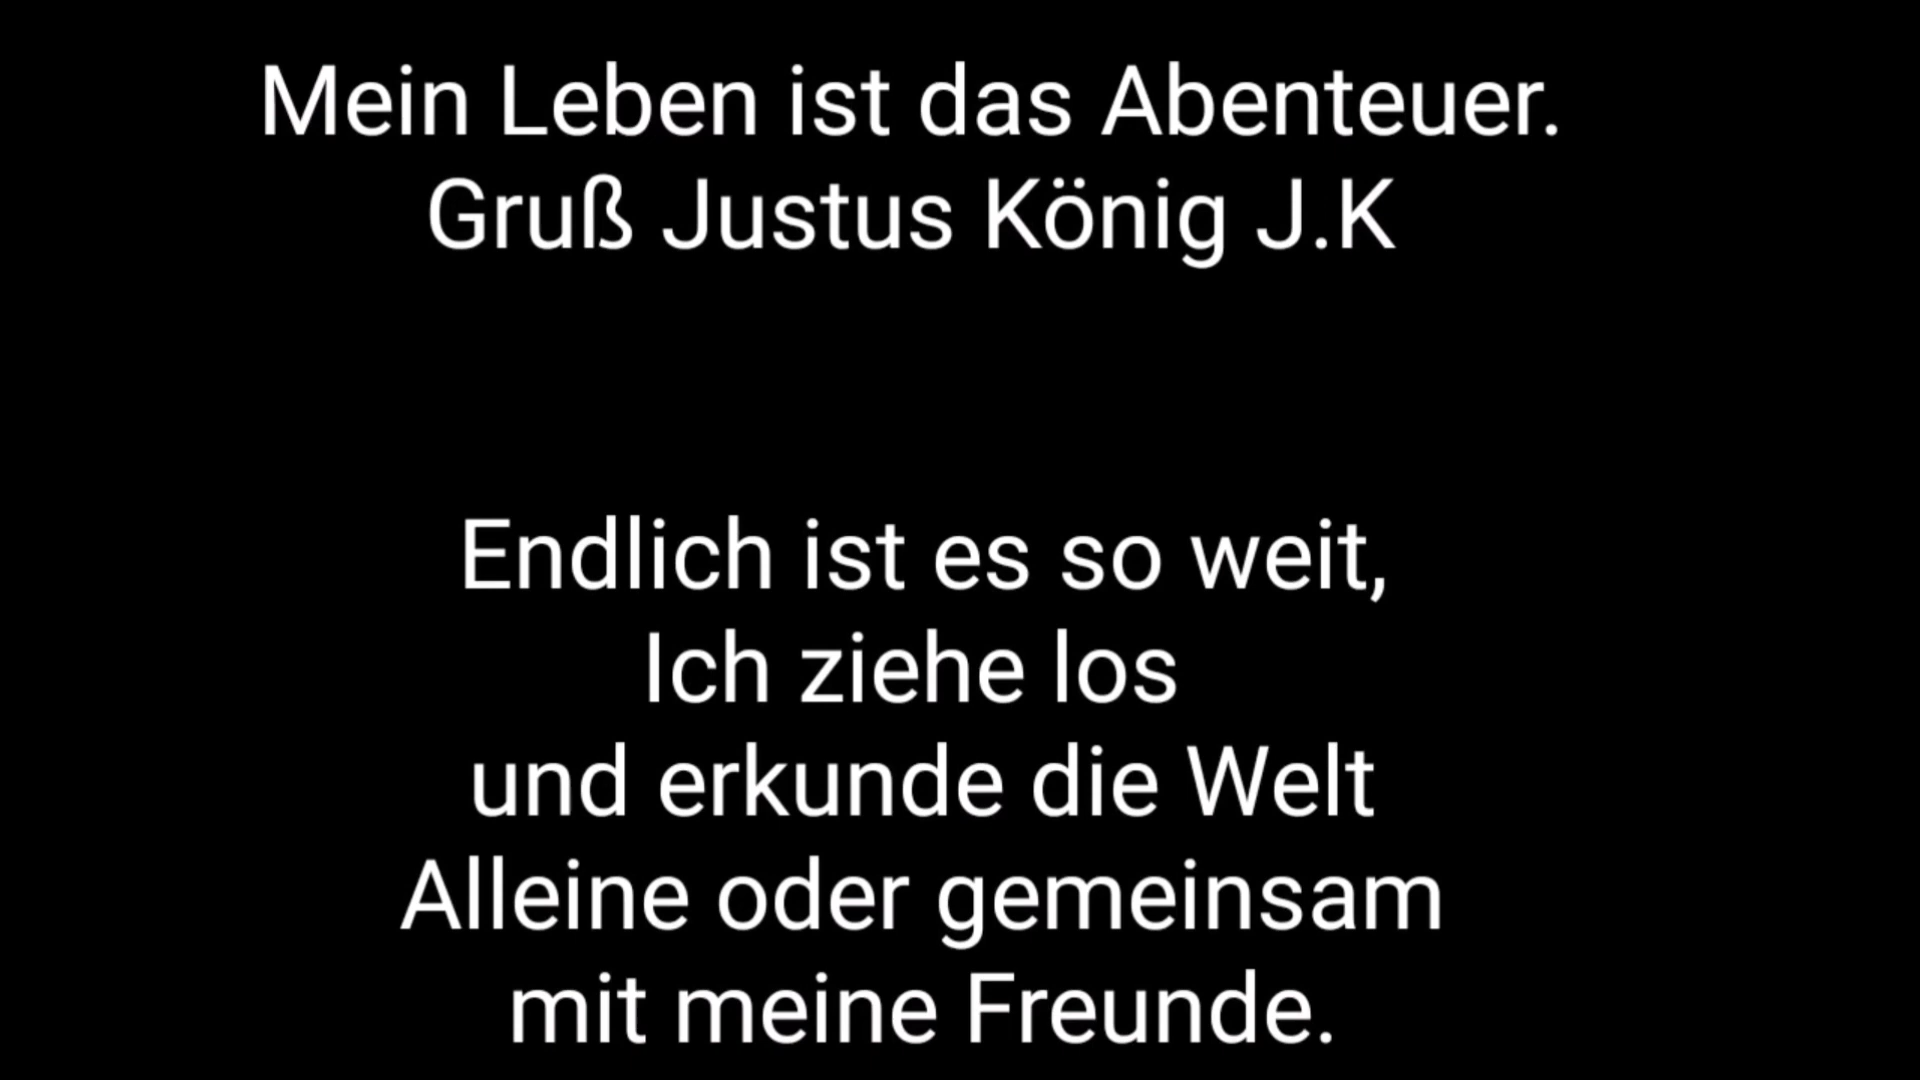 Mein Leben ist das Abenteuer.
Gruß Justus König J.K
Endlich ist es so weit,
Ich ziehe los
und erkunde die Welt
Alleine oder gemeinsam
mit meine Freunde.